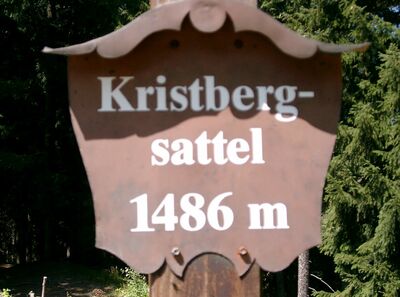 Kristberg-
sattel
1486 m